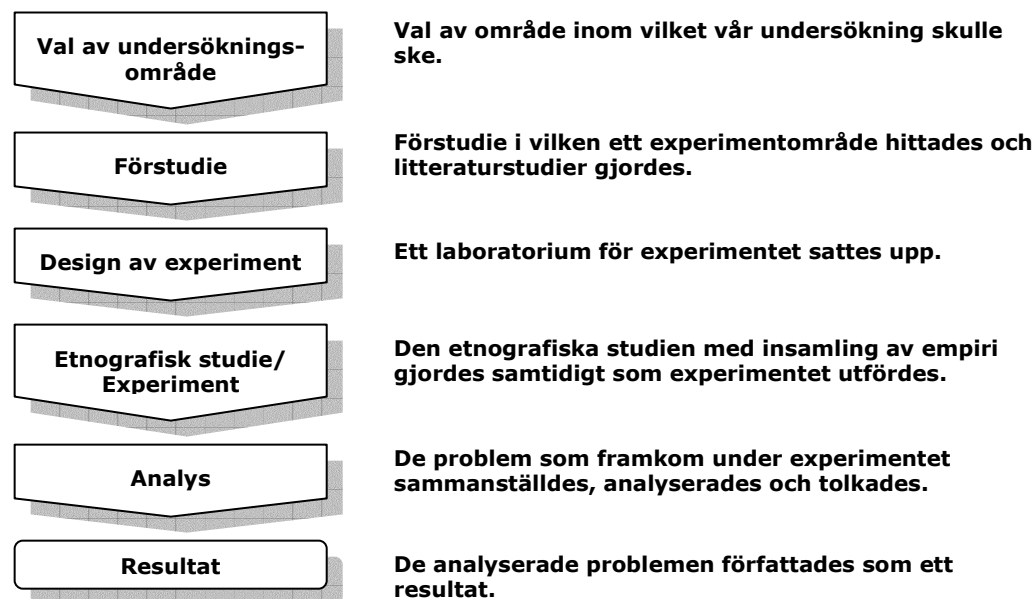 Val av undersöknings-
område
Val av område inom vilket vår undersökning skulle
ske.
Förstudie
Förstudie i vilken ett experimentområde hittades och
litteraturstudier gjordes.
Design av experiment
Ett laboratorium för experimentet sattes upp.
Etnografisk studie/
Experiment
Den etnografiska studien med insamling av empiri
gjordes samtidigt som experimentet utfördes.
Analys
De problem som framkom under experimentet
sammanställdes, analyserades och tolkades.
Resultat
De analyserade problemen författades som ett
resultat.